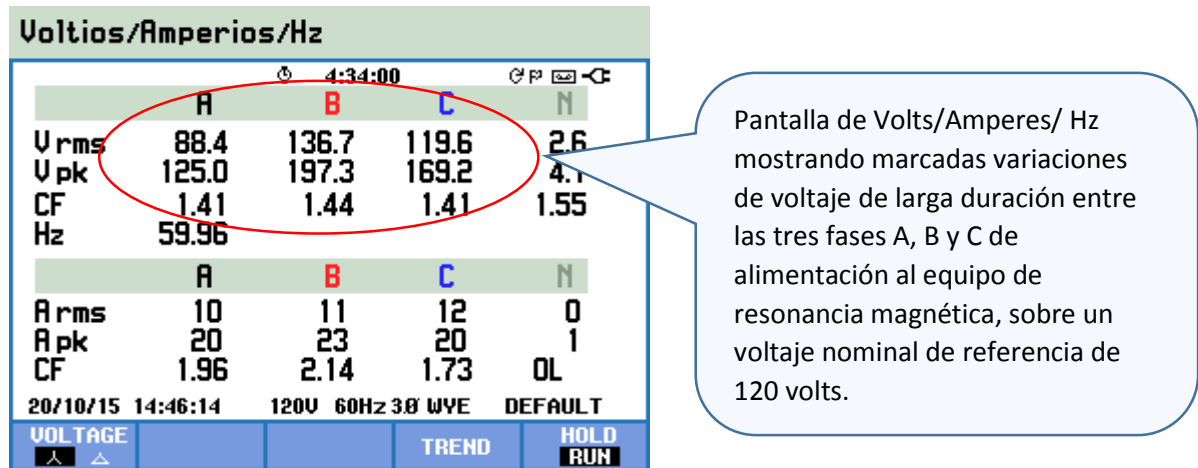 Voltios/Amperios/Hz
4:34:00
A B C N
V rms 88.4 136.7 119.6 2.6
V pk 125.0 197.3 169.2 4.1
CF 1.41 1.44 1.41 1.55
Hz 59.96
A B C N
A rms 10 11 12 0
A pk 20 23 20 1
CF 1.96 2.14 1.73 OL
20/10/15 14:46:14 120V 60Hz 3Ø WYE DEFAULT
VOLTAGE TREND HOLD
RUN
Pantalla de Volts/Amperes/ Hz
mostrando marcadas variaciones
de voltaje de larga duración entre
las tres fases A, B y C de
alimentación al equipo de
resonancia magnética, sobre un
voltaje nominal de referencia de
120 volts.